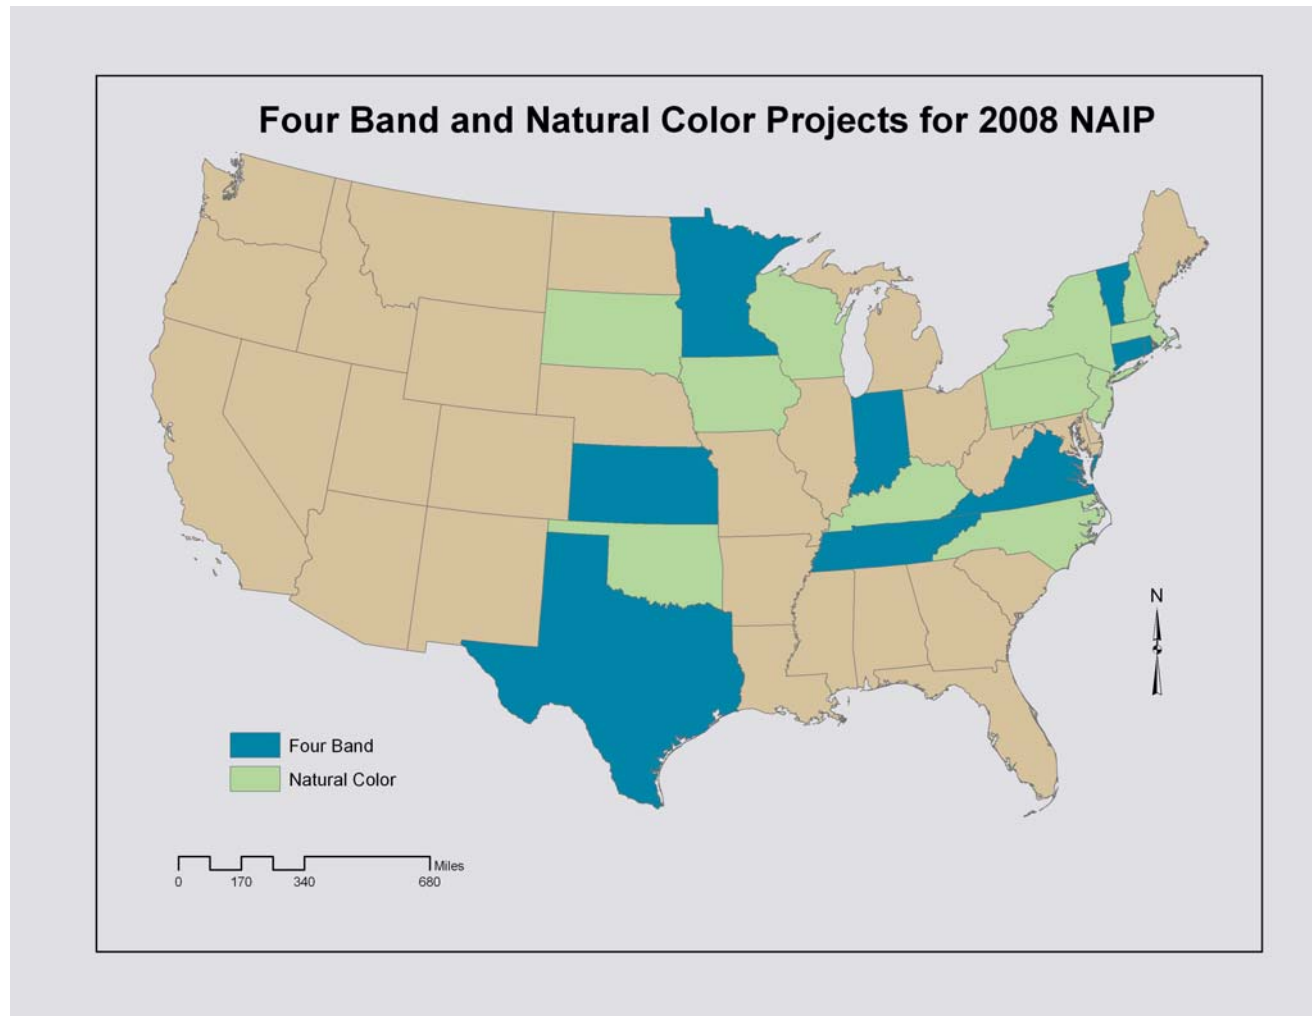 Four Band and Natural Color Projects for 2008 NAIP
N
Four Band
Natural Color
Miles
0 170 340 680